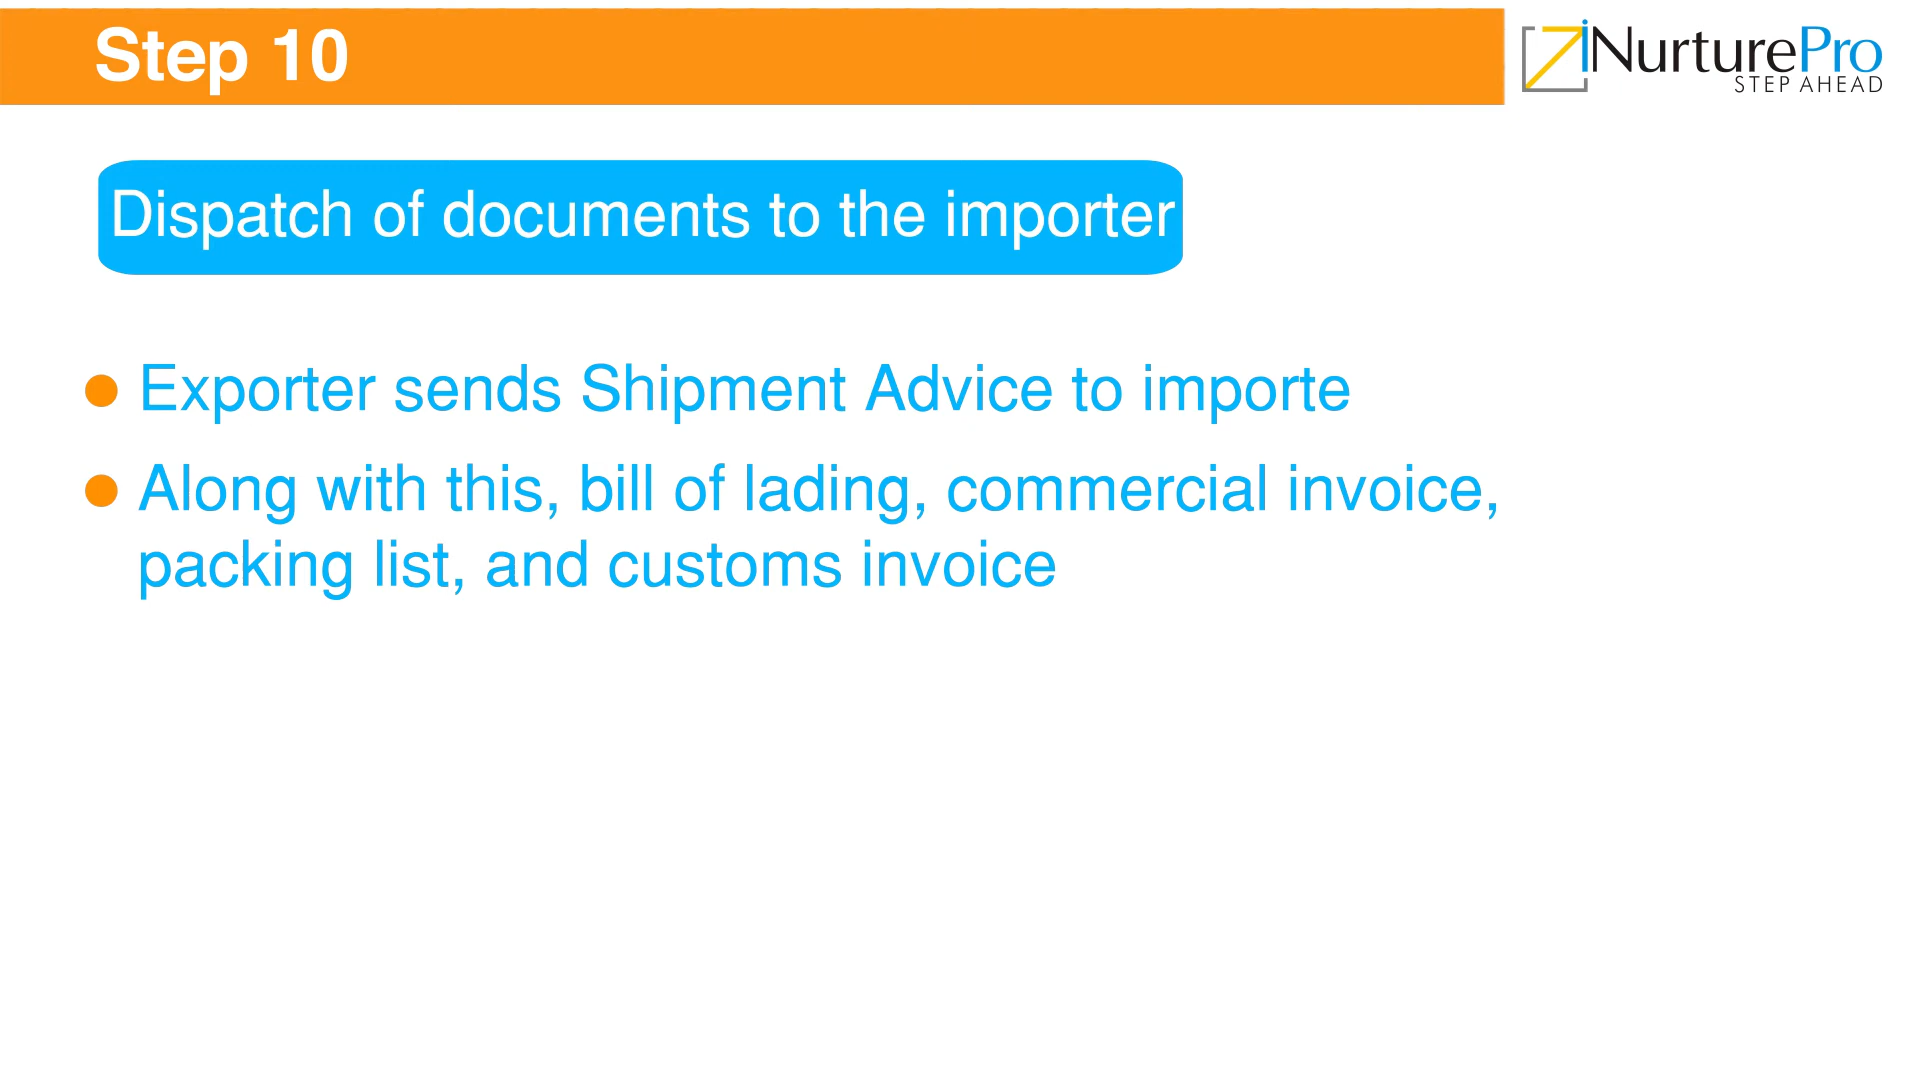 Step 10
iNurturePro
STEP AHEAD
Dispatch of documents to the importer
Exporter sends Shipment Advice to importe
Along with this, bill of lading, commercial invoice,
packing list, and customs invoice